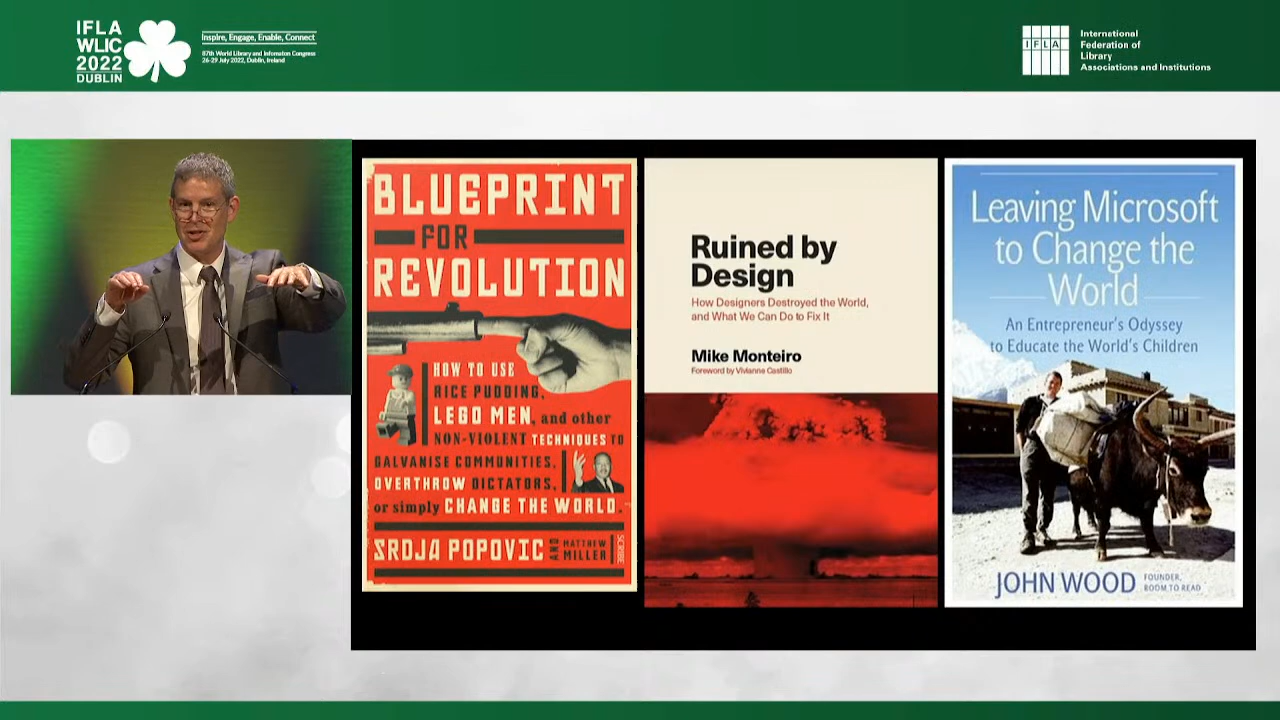 IFLA
WLIC
2022
DUBLIN
Inspire, Engage, Enable, Connect
87th World Library and Infomaton Congress
26-29 July 2022, Dublin, Ireland
IFLA
International
Federation of
Library
Associations and Institutions
BLUEPRINT
FOR
REVOLUTION
HOW TO USE
RICE PUDDING,
LEGO MEN, and other
NON-VIOLENT TECHNIQUES TO
GALVANISE COMMUNITIES,
OVERTHROW DICTATORS,
or simply CHANGE THE WORLD.
SRDJA POPOVIC AND MATTHEW
MILLER
SCRIBE
Ruined by
Design
How Designers Destroyed the World,
and What We Can Do to Fix It
Mike Monteiro
Foreword by Vivianne Castillo
Leaving Microsoft
to Change the
World
An Entrepreneur's Odyssey
to Educate the World's Children
JOHN WOOD FOUNDER,
ROOM TO READ